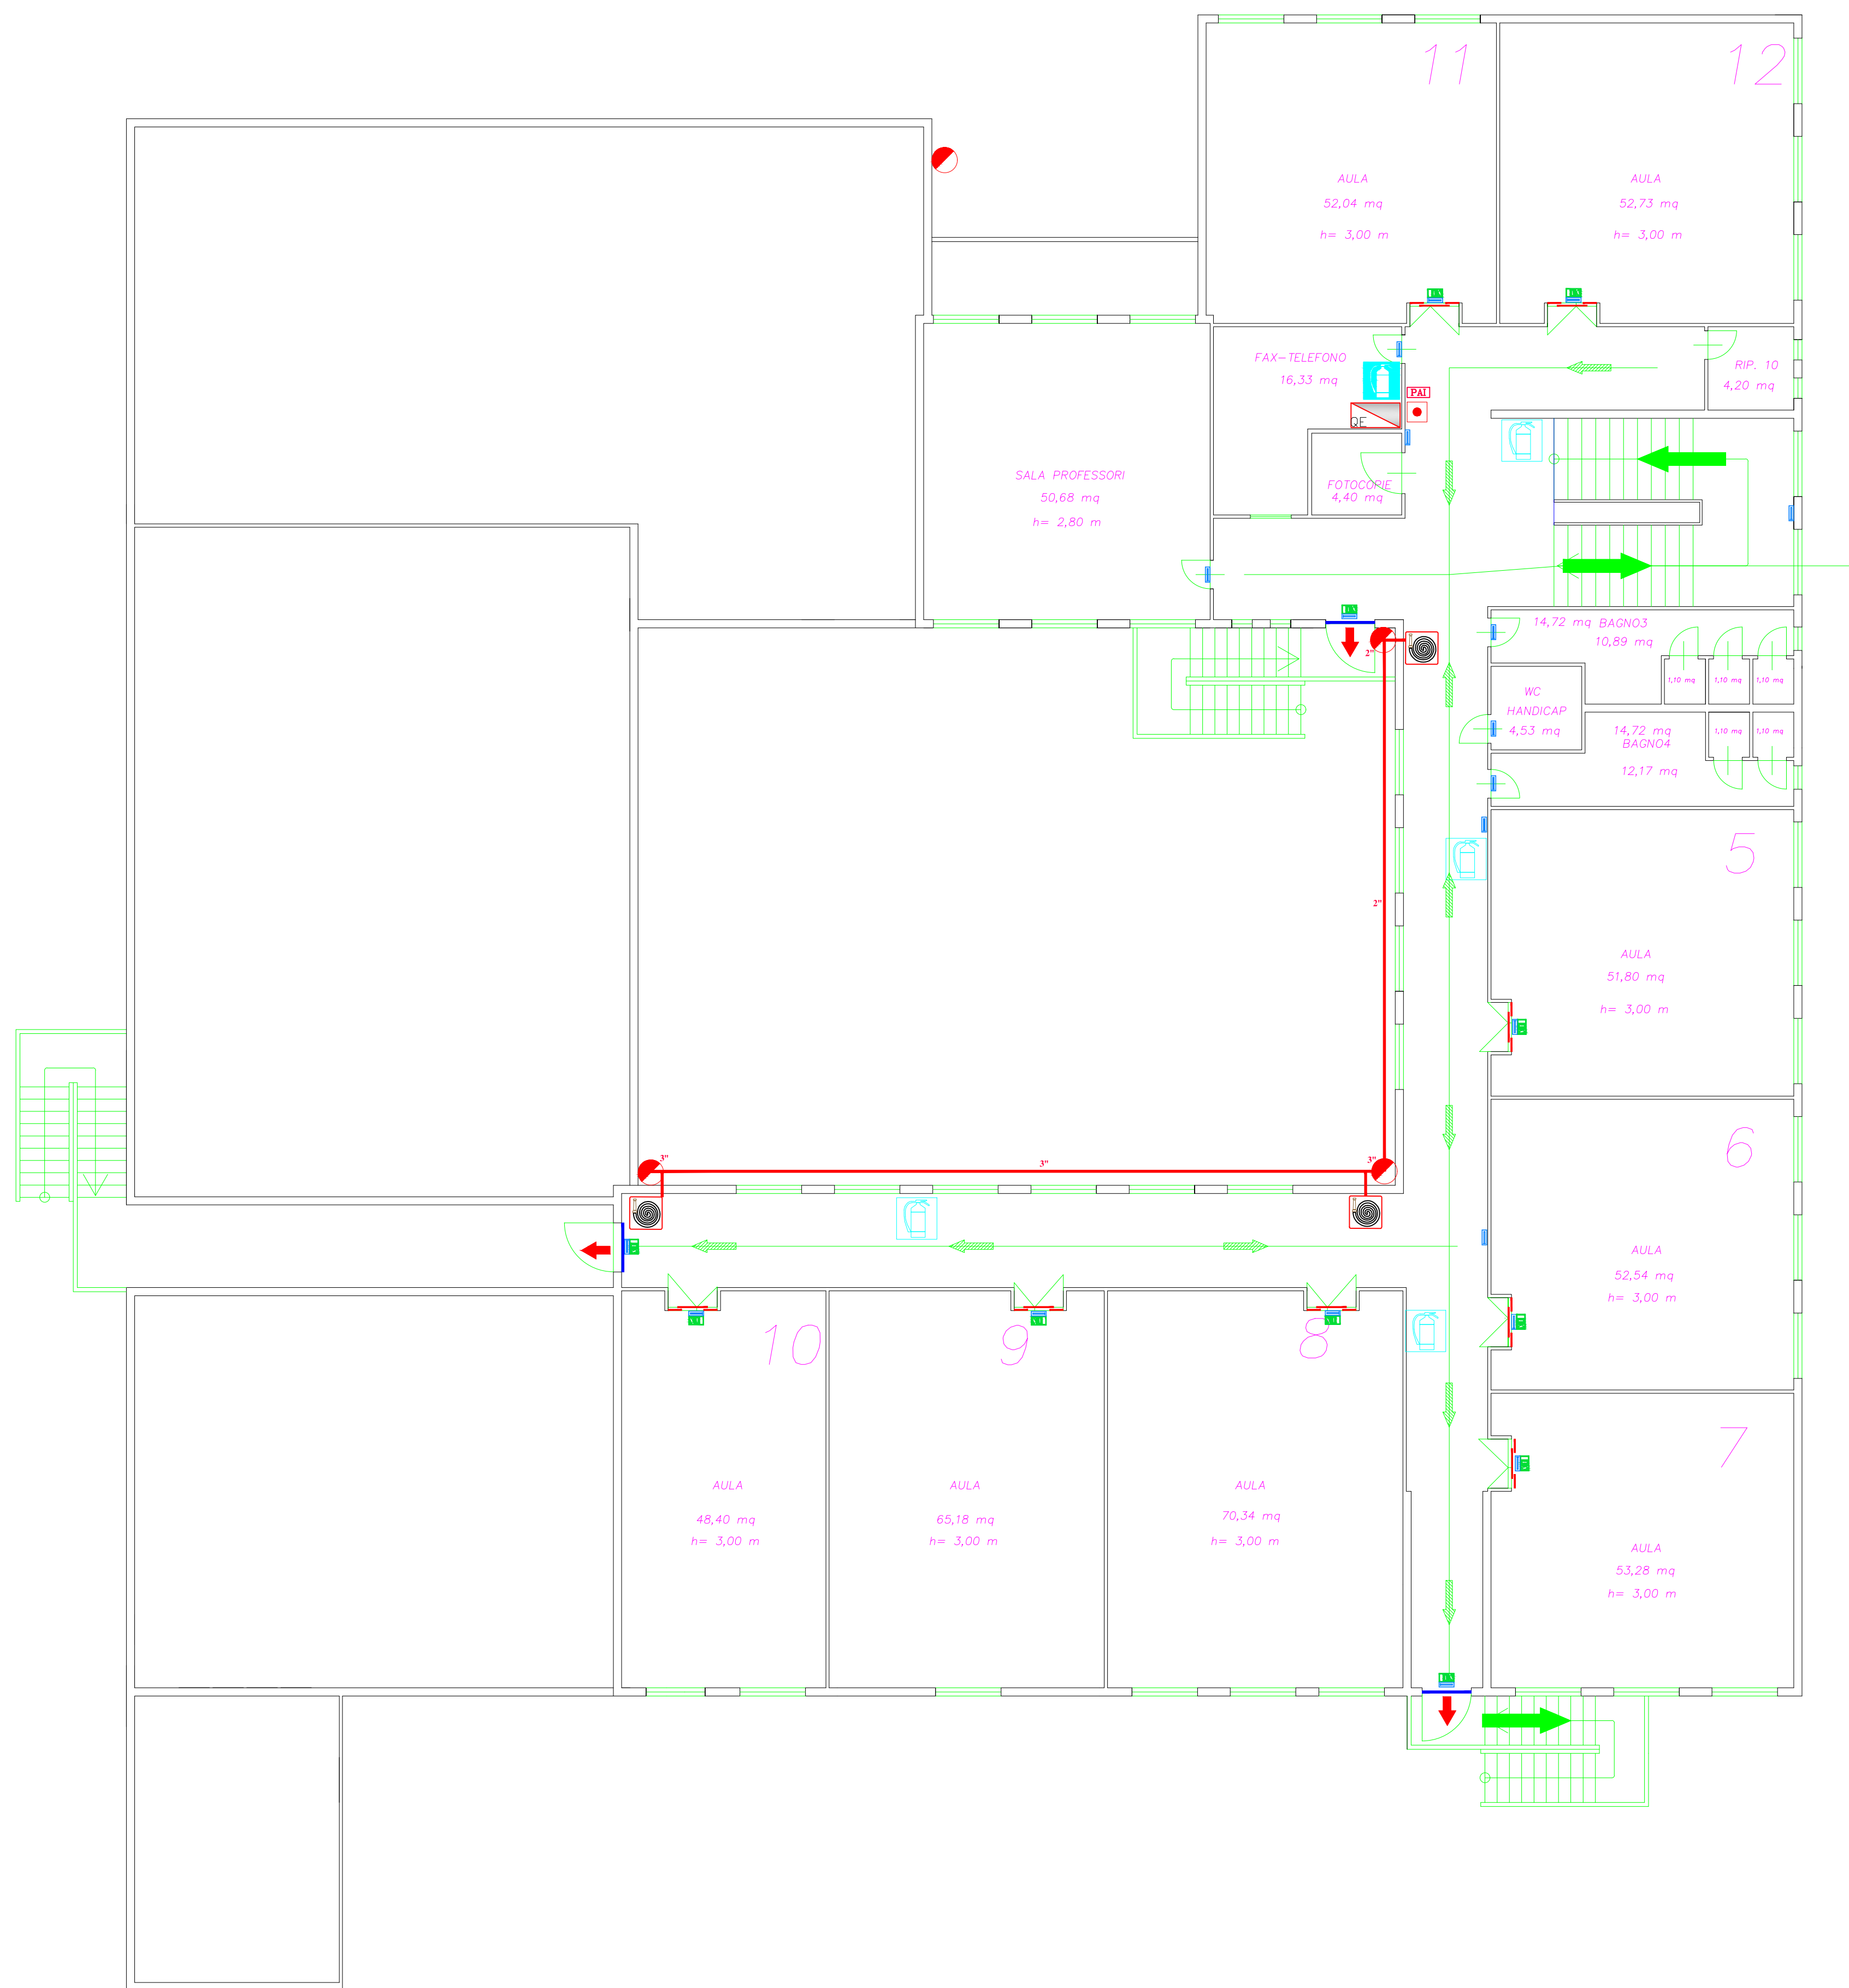 11
12
AULA
52,04 mq
h= 3,00 m
AULA
52,73 mq
h= 3,00 m
FAX-TELEFONO
16,33 mq
PAI
QE
RIP. 10
4,20 mq
FOTOCOPIE
4,40 mq
SALA PROFESSORI
50,68 mq
h= 2,80 m
14,72 mq BAGNO3
10,89 mq
1,10 mq
1,10 mq
1,10 mq
WC
HANDICAP
4,53 mq
14,72 mq
BAGNO4
12,17 mq
1,10 mq
1,10 mq
2"
2"
5
AULA
51,80 mq
h= 3,00 m
6
AULA
52,54 mq
h= 3,00 m
3"
3"
3"
10
9
8
7
AULA
48,40 mq
h= 3,00 m
AULA
65,18 mq
h= 3,00 m
AULA
70,34 mq
h= 3,00 m
AULA
53,28 mq
h= 3,00 m